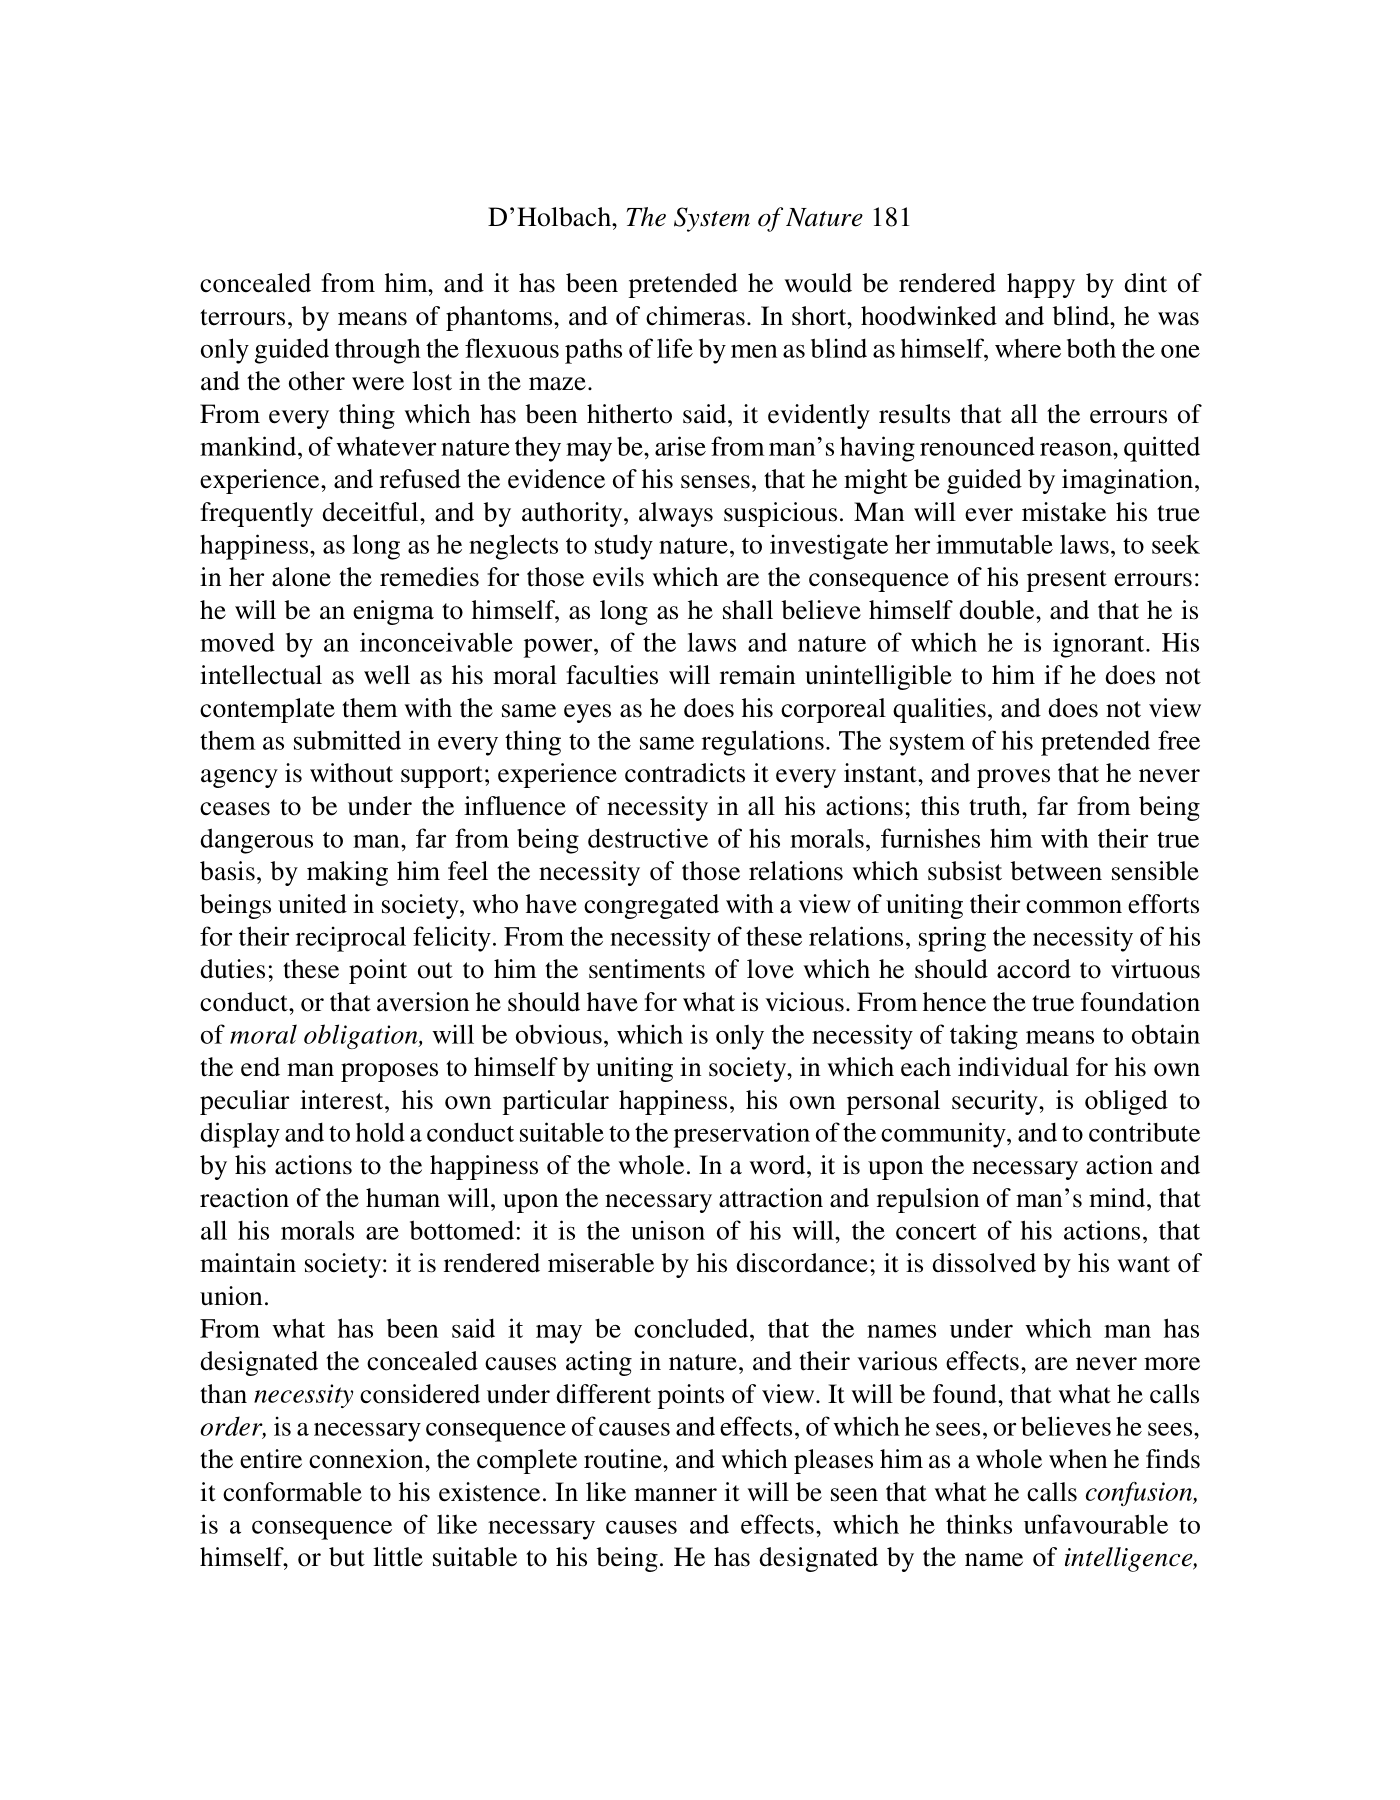 D’Holbach, The System of Nature 181
concealed from him, and it has been pretended he would be rendered happy by dint of
terrours, by means of phantoms, and of chimeras. In short, hoodwinked and blind, he was
only guided through the flexuous paths of life by men as blind as himself, where both the one
and the other were lost in the maze.
From every thing which has been hitherto said, it evidently results that all the errours of
mankind, of whatever nature they may be, arise from man’s having renounced reason, quitted
experience, and refused the evidence of his senses, that he might be guided by imagination,
frequently deceitful, and by authority, always suspicious. Man will ever mistake his true
happiness, as long as he neglects to study nature, to investigate her immutable laws, to seek
in her alone the remedies for those evils which are the consequence of his present errours:
he will be an enigma to himself, as long as he shall believe himself double, and that he is
moved by an inconceivable power, of the laws and nature of which he is ignorant. His
intellectual as well as his moral faculties will remain unintelligible to him if he does not
contemplate them with the same eyes as he does his corporeal qualities, and does not view
them as submitted in every thing to the same regulations. The system of his pretended free
agency is without support; experience contradicts it every instant, and proves that he never
ceases to be under the influence of necessity in all his actions; this truth, far from being
dangerous to man, far from being destructive of his morals, furnishes him with their true
basis, by making him feel the necessity of those relations which subsist between sensible
beings united in society, who have congregated with a view of uniting their common efforts
for their reciprocal felicity. From the necessity of these relations, spring the necessity of his
duties; these point out to him the sentiments of love which he should accord to virtuous
conduct, or that aversion he should have for what is vicious. From hence the true foundation
of moral obligation, will be obvious, which is only the necessity of taking means to obtain
the end man proposes to himself by uniting in society, in which each individual for his own
peculiar interest, his own particular happiness, his own personal security, is obliged to
display and to hold a conduct suitable to the preservation of the community, and to contribute
by his actions to the happiness of the whole. In a word, it is upon the necessary action and
reaction of the human will, upon the necessary attraction and repulsion of man’s mind, that
all his morals are bottomed: it is the unison of his will, the concert of his actions, that
maintain society: it is rendered miserable by his discordance; it is dissolved by his want of
union.
From what has been said it may be concluded, that the names under which man has
designated the concealed causes acting in nature, and their various effects, are never more
than necessity considered under different points of view. It will be found, that what he calls
order, is a necessary consequence of causes and effects, of which he sees, or believes he sees,
the entire connexion, the complete routine, and which pleases him as a whole when he finds
it conformable to his existence. In like manner it will be seen that what he calls confusion,
is a consequence of like necessary causes and effects, which he thinks unfavourable to
himself, or but little suitable to his being. He has designated by the name of intelligence,